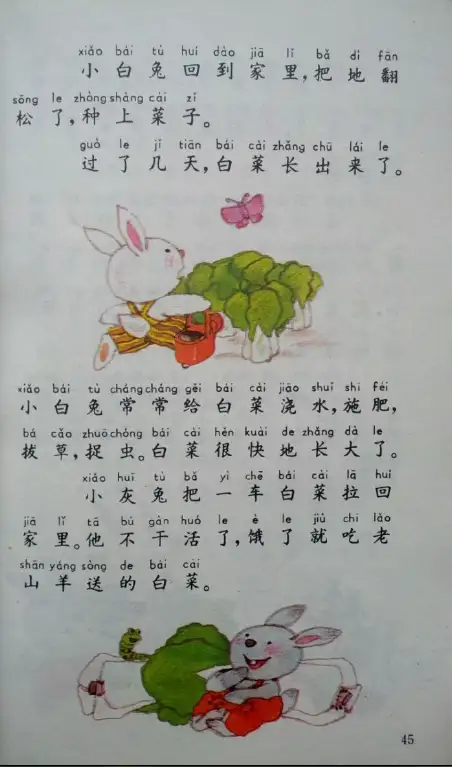 xiǎo bái tù huí dào jiā lǐ bǎ dì fān
小白兔回到家里,把地翻
sōng le zhòng shàng cài zǐ
松了,种上菜子。
guò le jǐ tiān bái cài zhǎng chū lái le
过了几天,白菜长出来了。
xiǎo bái tù cháng cháng gěi bái cài jiāo shuǐ shī féi
小白兔常常给白菜浇水,施肥,
bá cǎo zhuō chóng bái cài hěn kuài de zhǎng dà le
拔草,捉虫。白菜很快地长大了。
xiǎo huī tù bǎ yì chē bái cài lā huí
小灰兔把一车白菜拉回
jiā lǐ tā bú gàn huó le è le jiù chī lǎo
家里。他不干活了,饿了就吃老
shān yáng sòng de bái cài
山羊送的白菜。
45